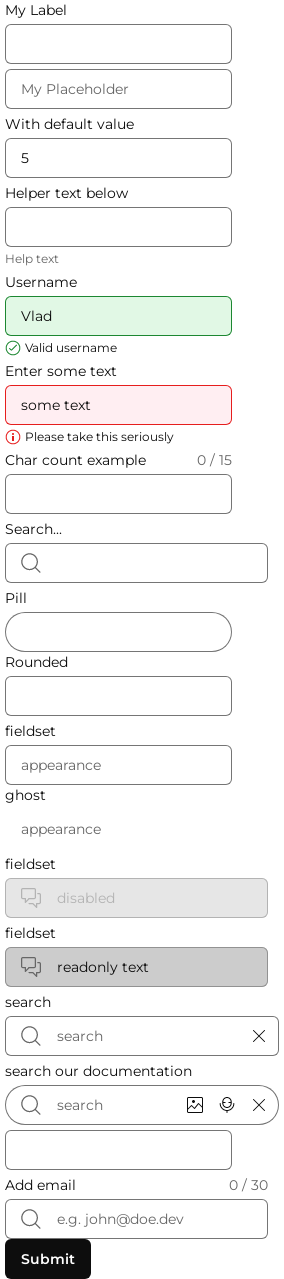 My Label
My Placeholder
With default value
5
Helper text below
Help text
Username
Vlad
Valid username
Enter some text
some text
Please take this seriously
Char count example 0 / 15
Search...
Pill
Rounded
fieldset
appearance
ghost
appearance
fieldset
disabled
fieldset
readonly text
search
search
search our documentation
search
Add email 0 / 30
e.g. john@doe.dev
Submit